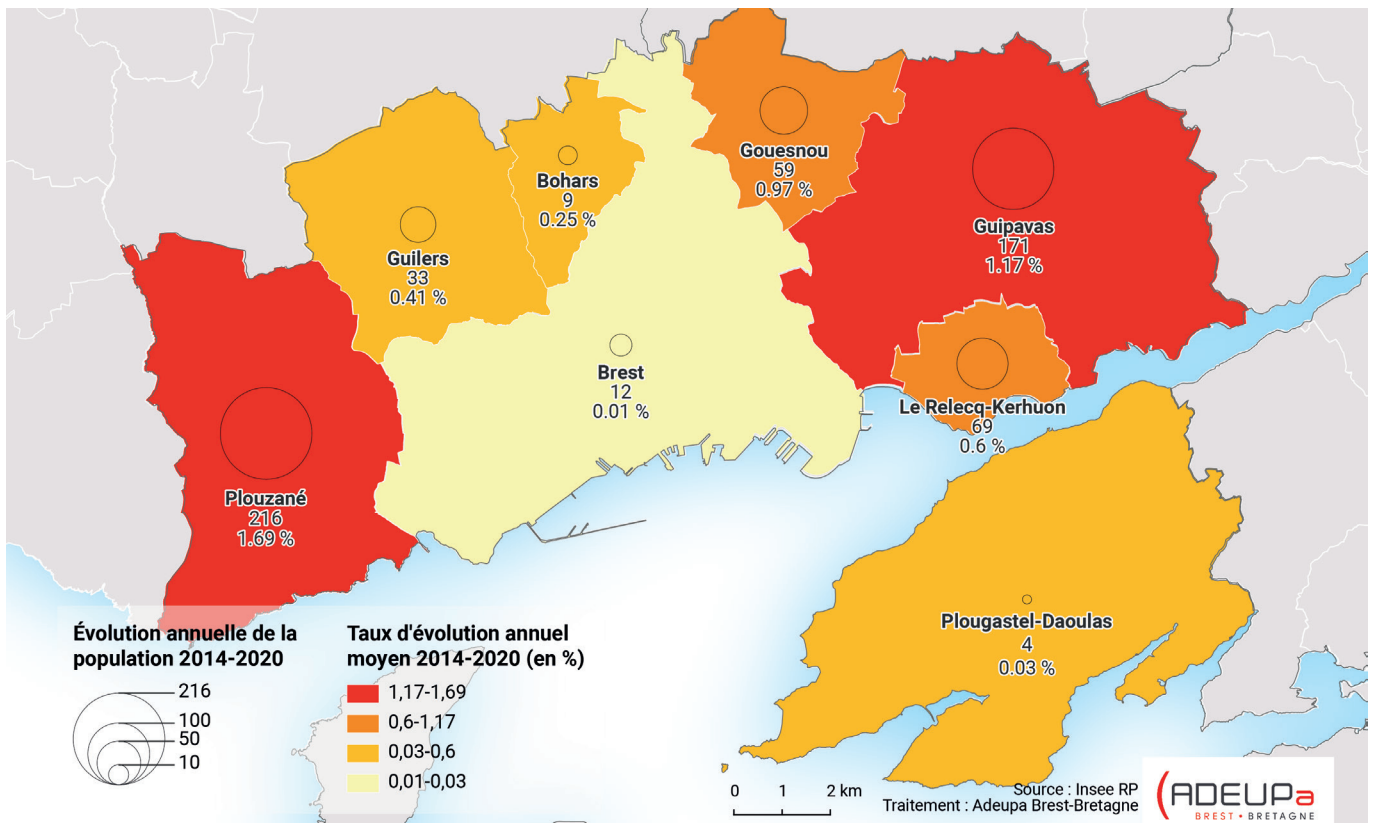 Gouesnou
59
0.97 %
Bohars
9
0.25 %
Guipavas
171
1.17 %
Guilers
33
0.41 %
Brest
12
0.01 %
Le Relecq-Kerhuon
69
0.6 %
Plouzané
216
1.69 %
Plougastel-Daoulas
4
0.03 %
Évolution annuelle de la
population 2014-2020
216
100
50
10
Taux d'évolution annuel
moyen 2014-2020 (en %)
1,17-1,69
0,6-1,17
0,03-0,6
0,01-0,03
0 1 2 km
Source : Insee RP
Traitement : Adeupa Brest-Bretagne
ADEUPa
BREST • BRETAGNE